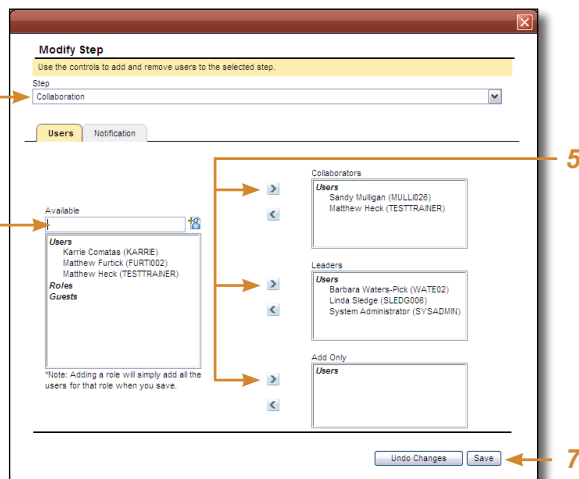 Modify Step
Use the controls to add and remove users to the selected step.
Step
Collaboration
Users
Notification
5
Collaborators
Users
Sandy Mulligan (MULLI026)
Matthew Heck (TESTTRAINER)
Available
Users
Karrie Comatas (KARRIE)
Matthew Furtick (FURTI002)
Matthew Heck (TESTTRAINER)
Roles
Guests
*Note: Adding a role will simply add all the
users for that role when you save.
Leaders
Users
Barbara Waters-Pick (WATE02)
Linda Sledge (SLEDG006)
System Administrator (SYSADMIN)
Add Only
Users
Undo Changes
Save
7